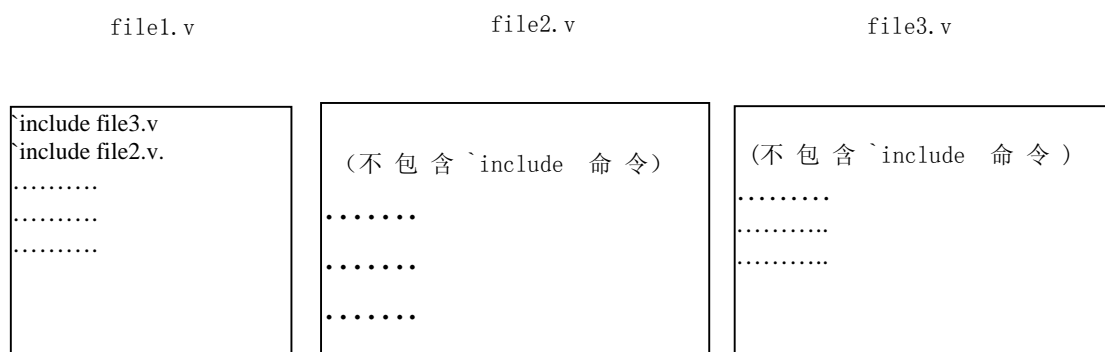 file1.v
file2.v
file3.v
`include file3.v
`include file2.v.
……….
……….
……….
（不 包 含 `include 命 令）
.......
.......
.......
(不 包 含 `include 命 令 )
………
………..
………..